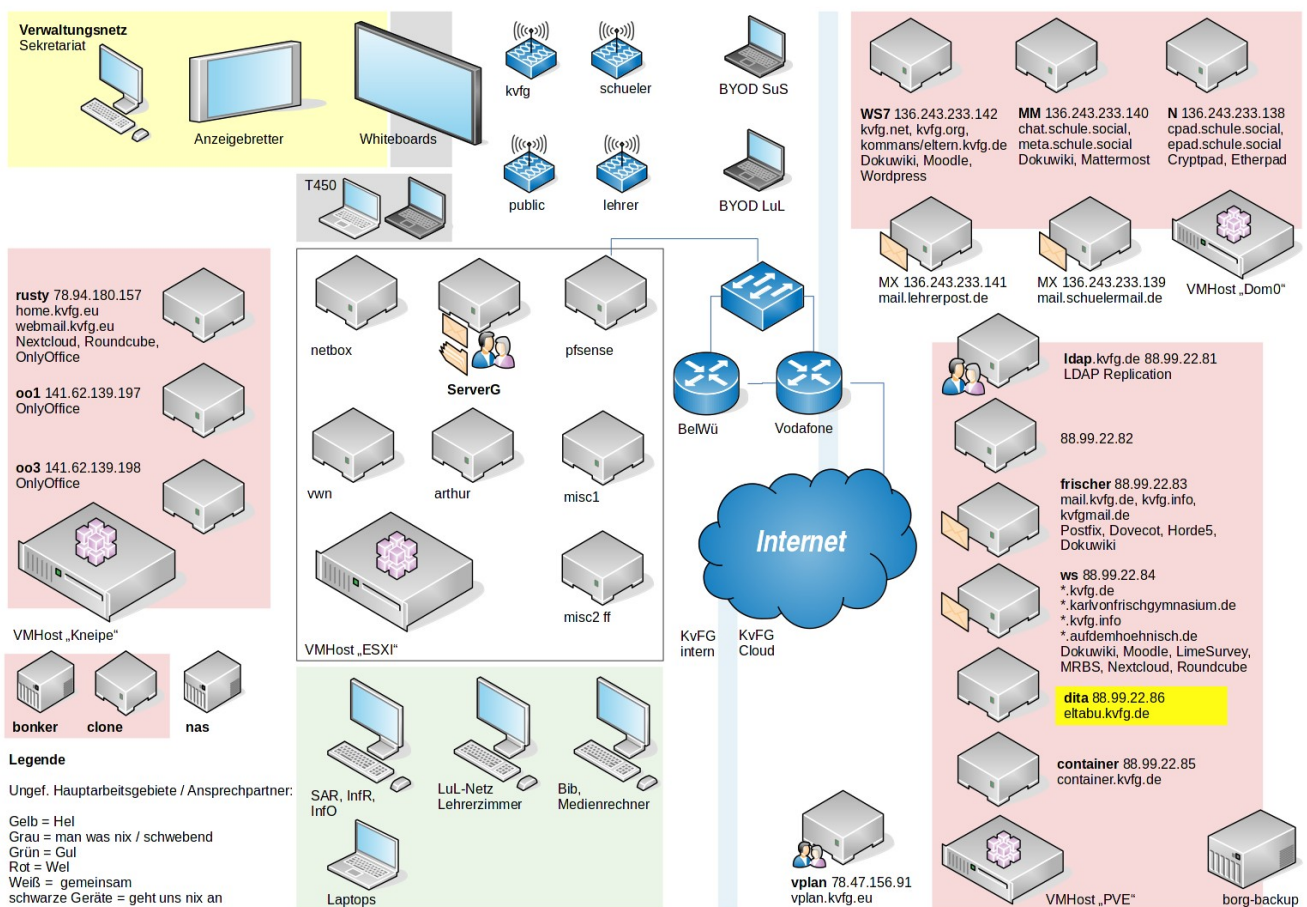 Verwaltungsnetz
Sekretariat
Anzeigebretter
Whiteboards
kvfg
schueler
public
lehrer
BYOD SuS
BYOD LuL
T450
WS7 136.243.233.142
kvfg.net, kvfg.org,
kommans/eltern.kvfg.de
Dokuwiki, Moodle,
Wordpress
MM 136.243.233.140
chat.schule.social,
meta.schule.social
Dokuwiki, Mattermost
N 136.243.233.138
cpad.schule.social,
epad.schule.social
Cryptpad, Etherpad
MX 136.243.233.141
mail.lehrerpost.de
MX 136.243.233.139
mail.schuelermail.de
VMHost „Dom0“
rusty 78.94.180.157
home.kvfg.eu
webmail.kvfg.eu
Nextcloud, Roundcube,
OnlyOffice
oo1 141.62.139.197
OnlyOffice
oo3 141.62.139.198
OnlyOffice
VMHost „Kneipe“
bonker
clone
nas
netbox
ServerG
pfsense
vwn
arthur
misc1
misc2 ff
VMHost „ESXI“
BelWü
Vodafone
Internet
KvFG
intern
KvFG
Cloud
ldap.kvfg.de 88.99.22.81
LDAP Replication
88.99.22.82
frischer 88.99.22.83
mail.kvfg.de, kvfg.info,
kvfgmail.de
Postfix, Dovecot, Horde5,
Dokuwiki
ws 88.99.22.84
*.kvfg.de
*.karlvonfrischgymnasium.de
*.kvfg.info
*.aufdemhoehnisch.de
Dokuwiki, Moodle, LimeSurvey,
MRBS, Nextcloud, Roundcube
dita 88.99.22.86
eltabu.kvfg.de
container 88.99.22.85
container.kvfg.de
VMHost „PVE“
borg-backup
vplan 78.47.156.91
vplan.kvfg.eu
SAR, InfR,
InfO
LuL-Netz
Lehrerzimmer
Bib,
Medienrechner
Laptops
Legende
Ungef. Hauptarbeitsgebiete / Ansprechpartner:
Gelb = Hel
Grau = man was nix / schwebend
Grün = Gul
Rot = Wel
Weiß = gemeinsam
schwarze Geräte = geht uns nix an